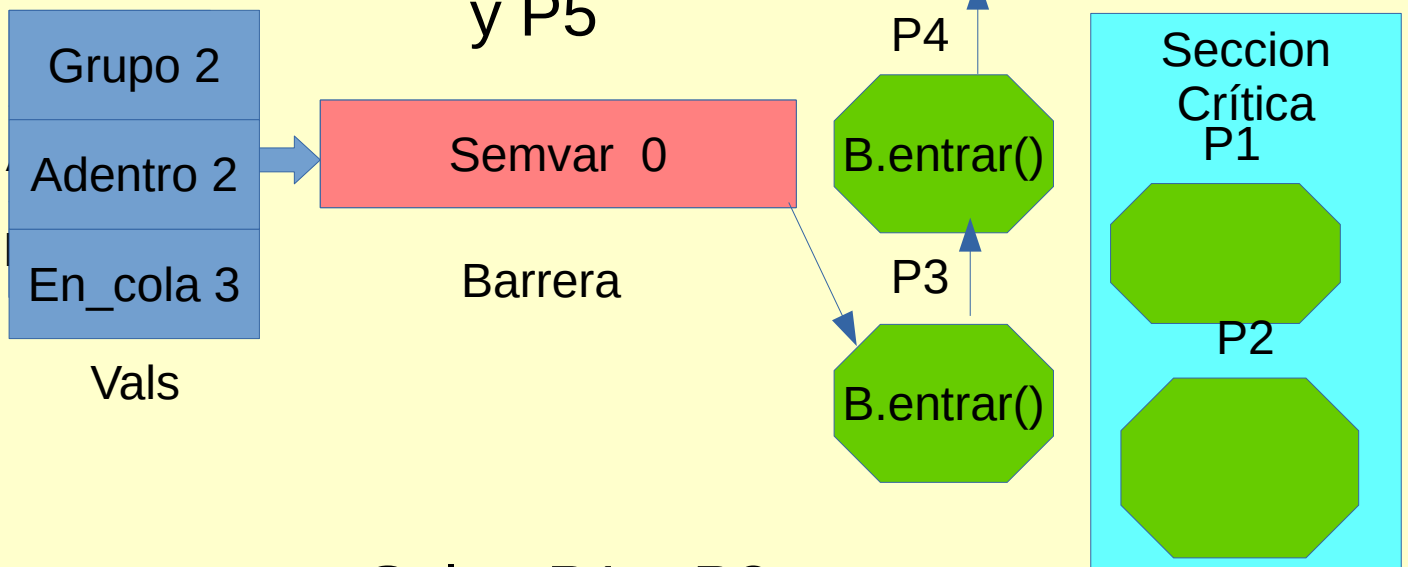 y P5
Grupo 2
Adentro 2
En_cola 3
Vals
Semvar 0
Barrera
P4
B.entrar()
P3
B.entrar()
Seccion
Crítica
P1
P2